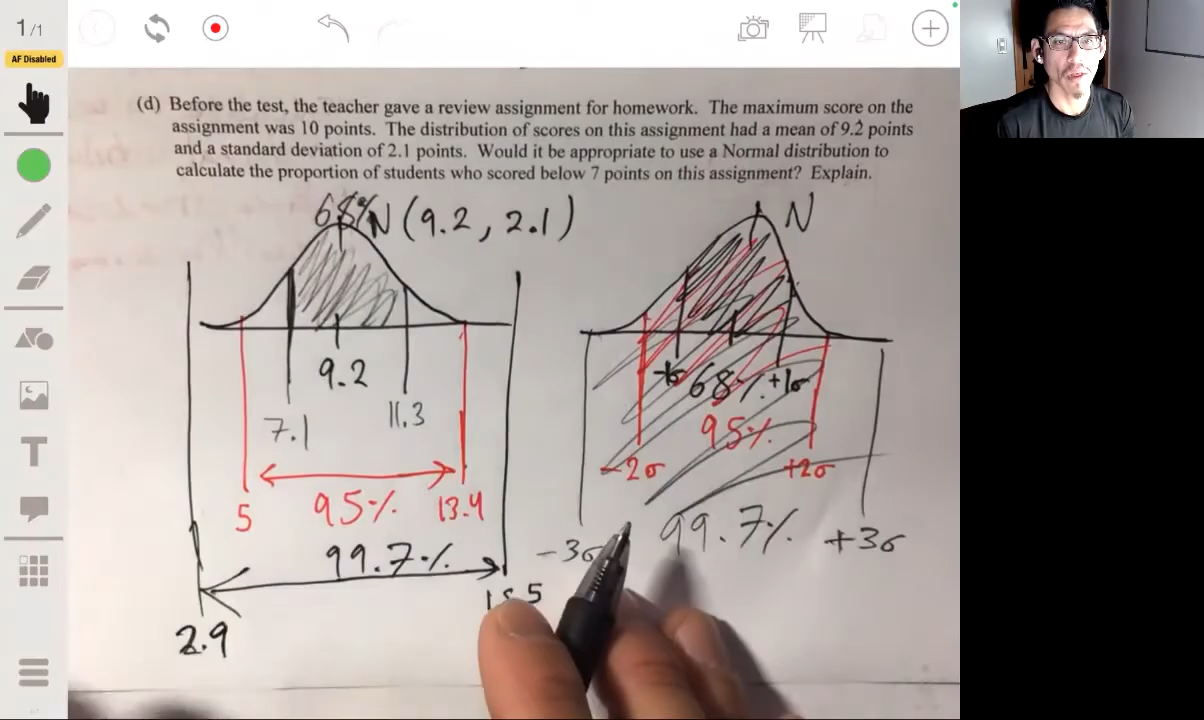 1/1
AF Disabled
(d) Before the test, the teacher gave a review assignment for homework. The maximum score on the
assignment was 10 points. The distribution of scores on this assignment had a mean of 9.2 points
and a standard deviation of 2.1 points. Would it be appropriate to use a Normal distribution to
calculate the proportion of students who scored below 7 points on this assignment? Explain.
68% N (9.2, 2.1)
9.2
7.1
11.3
5
95%
13.4
99.7%
15.5
2.9
N
68%
+1σ
95%
-2σ
+2σ
-3σ
99.7%
+3σ
T